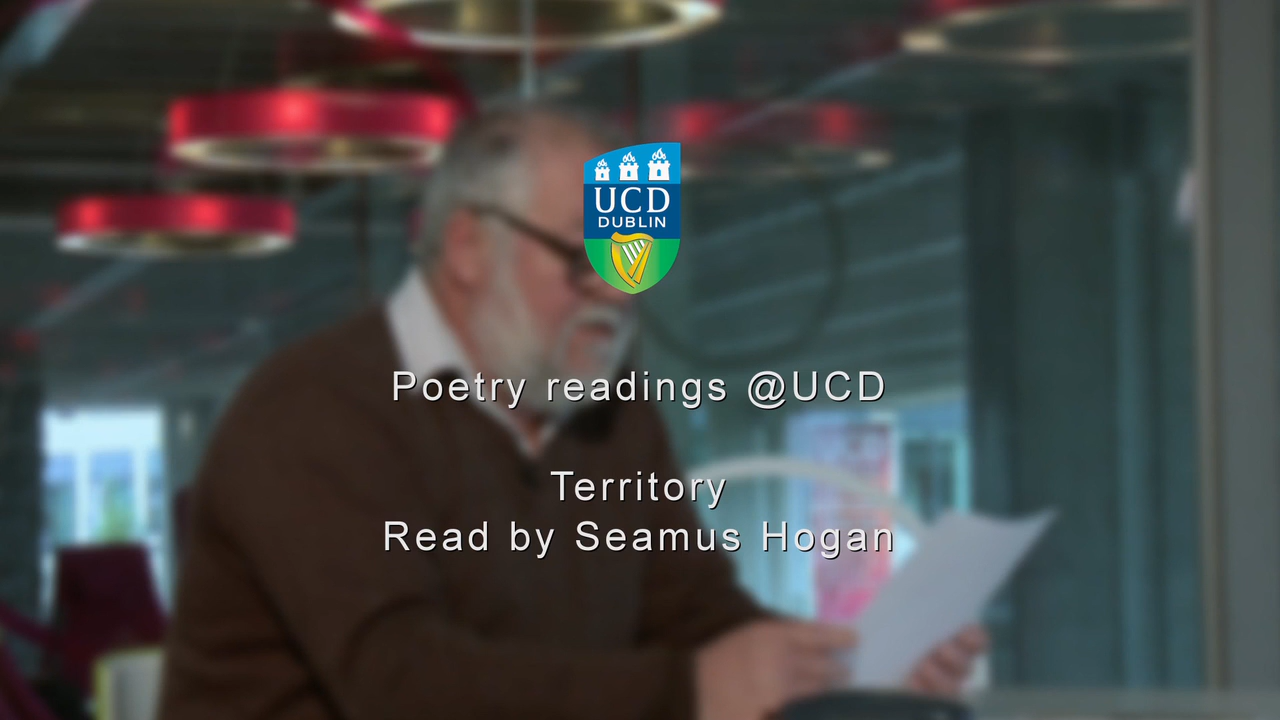 UCD
DUBLIN
Poetry readings @UCD
Territory
Read by Seamus Hogan